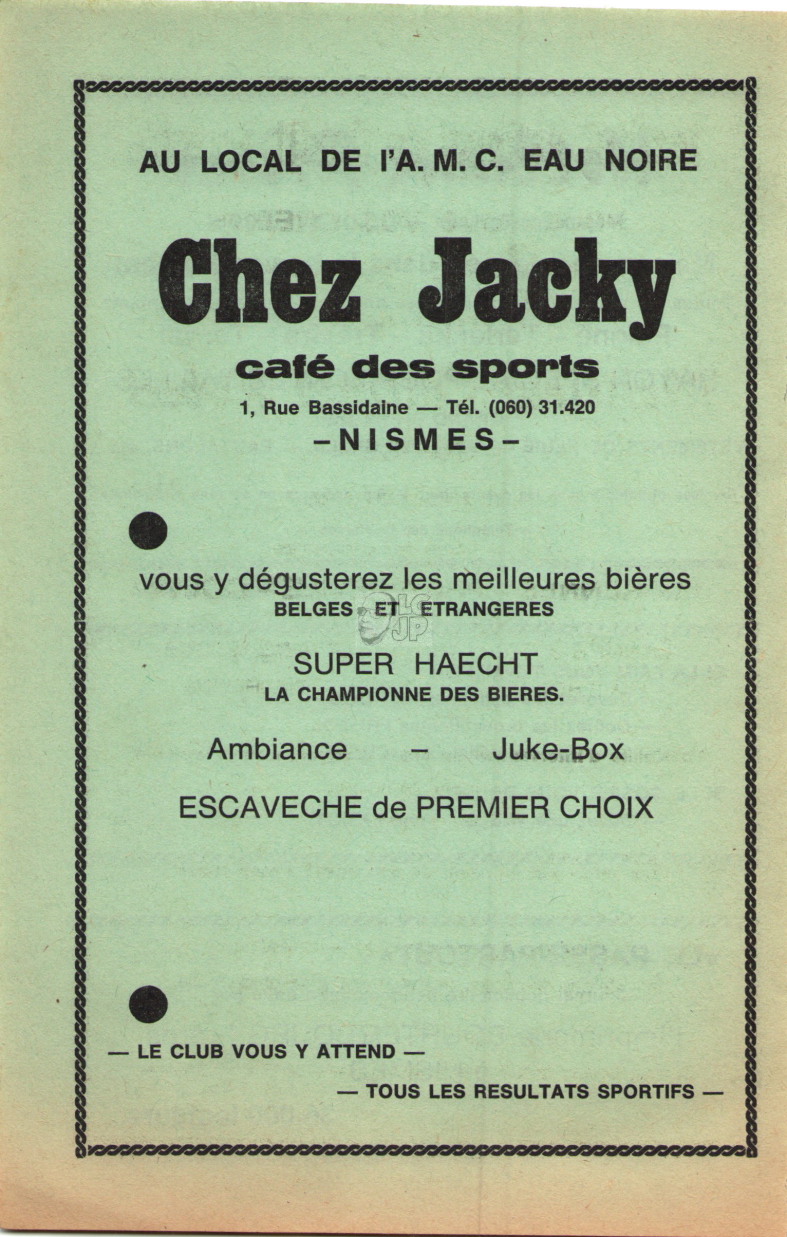 AU LOCAL DE l'A. M. C. EAU NOIRE
Chez Jacky
café des sports
1, Rue Bassidaine — Tél. (060) 31.420
– NISMES –
vous y dégusterez les meilleures bières
BELGES ET ETRANGERES
LG
JP
SUPER HAECHT
LA CHAMPIONNE DES BIERES.
Ambiance – Juke-Box
ESCAVECHE de PREMIER CHOIX
— LE CLUB VOUS Y ATTEND —
— TOUS LES RESULTATS SPORTIFS —